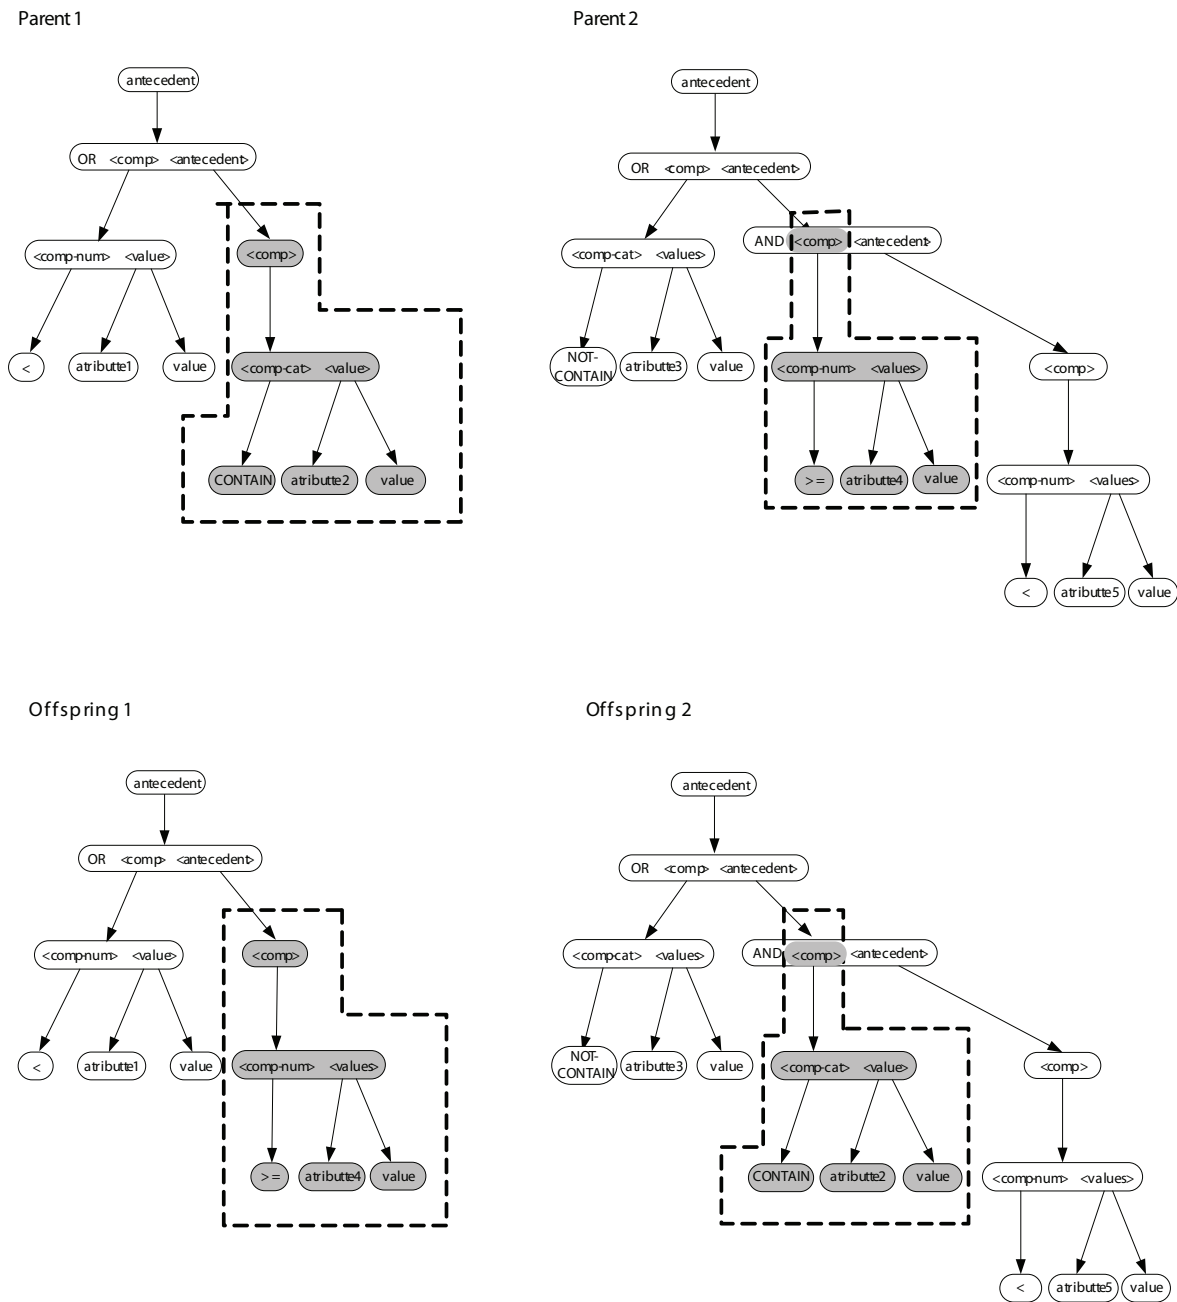 Parent 1
antecedent
OR <comp> <antecedent>
<comp-num> <value>
<comp>
<
atributte1
value
<comp-cat> <value>
CONTAIN
atributte2
value
Parent 2
antecedent
OR <comp> <antecedent>
<comp-cat> <values>
AND <comp> <antecedent>
NOT-
CONTAIN
atributte3
value
<comp-num> <values>
<comp>
>=
atributte4
value
<comp-num> <values>
<
atributte5
value
Offspring 1
antecedent
OR <comp> <antecedent>
<comp-num> <value>
<comp>
<
atributte1
value
<comp-num> <values>
>=
atributte4
value
Offspring 2
antecedent
OR <comp> <antecedent>
<comp-cat> <values>
AND <comp> <antecedent>
NOT-
CONTAIN
atributte3
value
<comp-cat> <value>
<comp>
CONTAIN
atributte2
value
<comp-num> <values>
<
atributte5
value